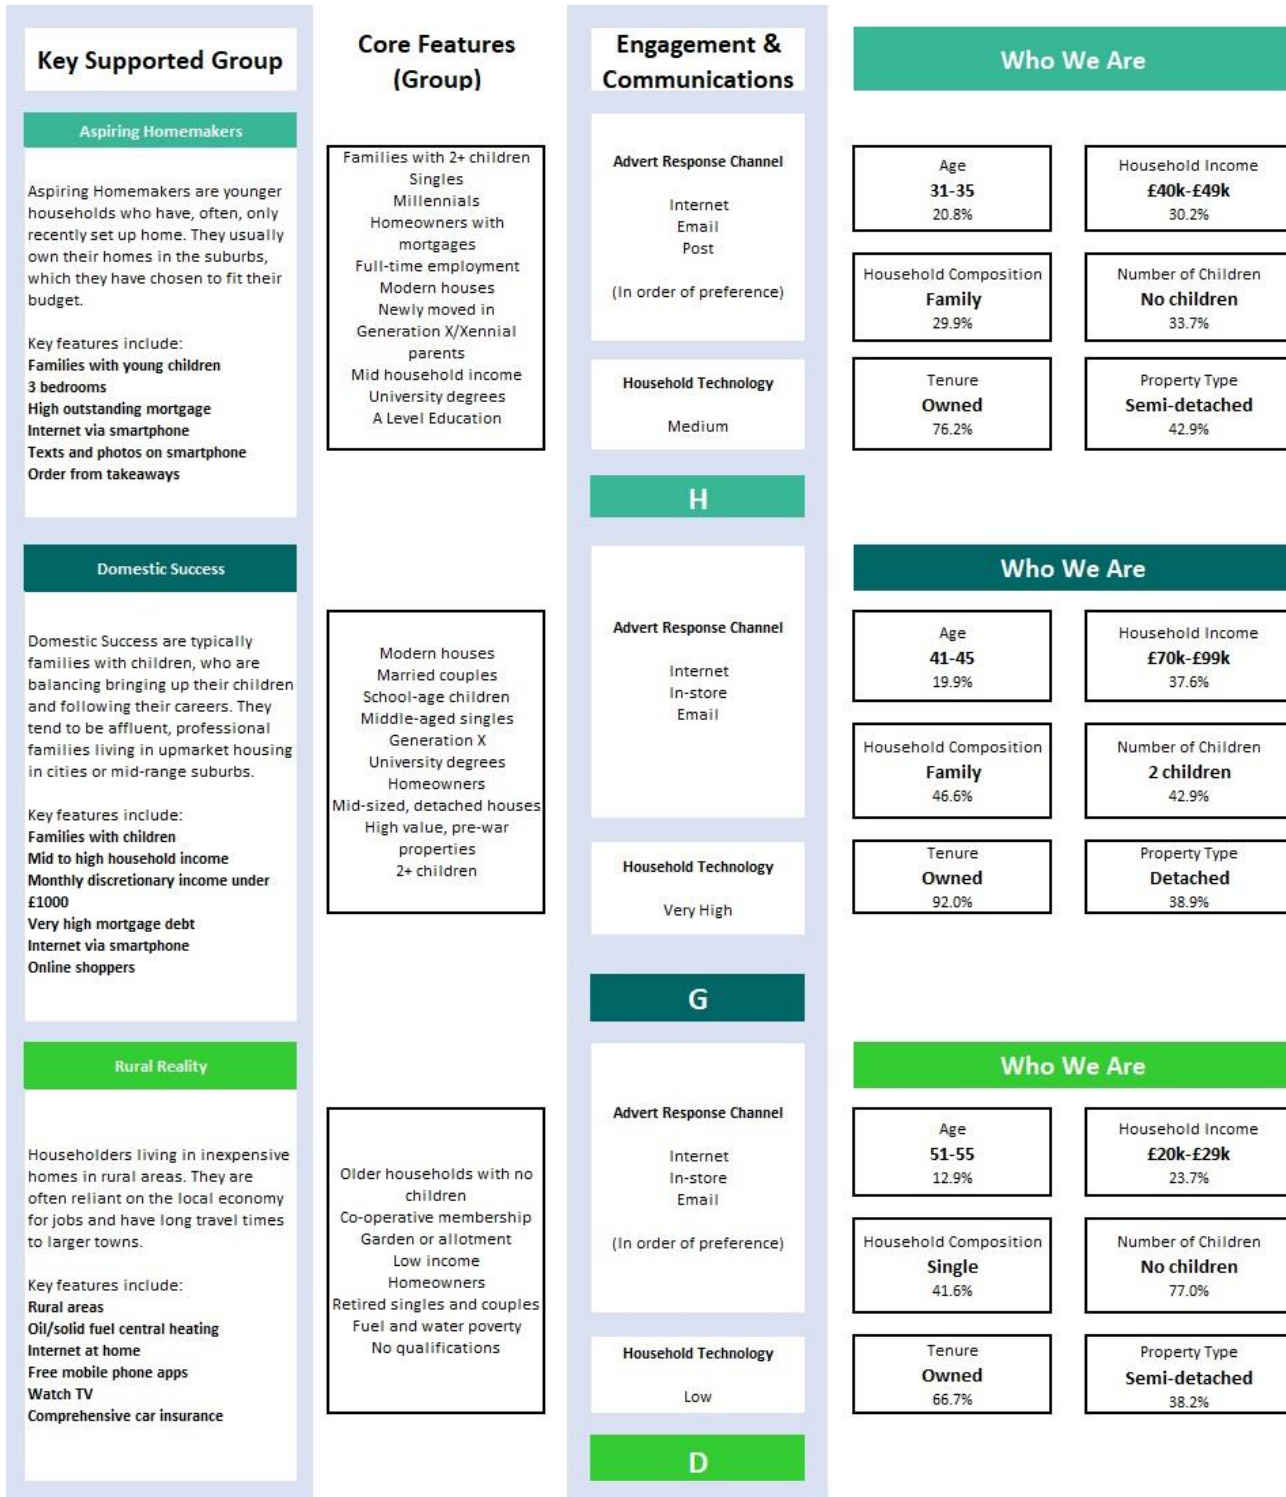 Key Supported Group
Core Features
(Group)
Engagement &
Communications
Who We Are
Aspiring Homemakers
Aspiring Homemakers are younger
households who have, often, only
recently set up home. They usually
own their homes in the suburbs,
which they have chosen to fit their
budget.
Key features include:
Families with young children
3 bedrooms
High outstanding mortgage
Internet via smartphone
Texts and photos on smartphone
Order from takeaways
Families with 2+ children
Singles
Millennials
Homeowners with
mortgages
Full-time employment
Modern houses
Newly moved in
Generation X/Xennial
parents
Mid household income
University degrees
A Level Education
Advert Response Channel
Internet
Email
Post
(In order of preference)
Household Technology
Medium
H
Age
31-35
20.8%
Household Income
£40k-£49k
30.2%
Household Composition
Family
29.9%
Number of Children
No children
33.7%
Tenure
Owned
76.2%
Property Type
Semi-detached
42.9%
Domestic Success
Domestic Success are typically
families with children, who are
balancing bringing up their children
and following their careers. They
tend to be affluent, professional
families living in upmarket housing
in cities or mid-range suburbs.
Key features include:
Families with children
Mid to high household income
Monthly discretionary income under
£1000
Very high mortgage debt
Internet via smartphone
Online shoppers
Modern houses
Married couples
School-age children
Middle-aged singles
Generation X
University degrees
Homeowners
Mid-sized, detached houses
High value, pre-war
properties
2+ children
Advert Response Channel
Internet
In-store
Email
Household Technology
Very High
G
Who We Are
Age
41-45
19.9%
Household Income
£70k-£99k
37.6%
Household Composition
Family
46.6%
Number of Children
2 children
42.9%
Tenure
Owned
92.0%
Property Type
Detached
38.9%
Rural Reality
Householders living in inexpensive
homes in rural areas. They are
often reliant on the local economy
for jobs and have long travel times
to larger towns.
Key features include:
Rural areas
Oil/solid fuel central heating
Internet at home
Free mobile phone apps
Watch TV
Comprehensive car insurance
Older households with no
children
Co-operative membership
Garden or allotment
Low income
Homeowners
Retired singles and couples
Fuel and water poverty
No qualifications
Advert Response Channel
Internet
In-store
Email
(In order of preference)
Household Technology
Low
D
Who We Are
Age
51-55
12.9%
Household Income
£20k-£29k
23.7%
Household Composition
Single
41.6%
Number of Children
No children
77.0%
Tenure
Owned
66.7%
Property Type
Semi-detached
38.2%